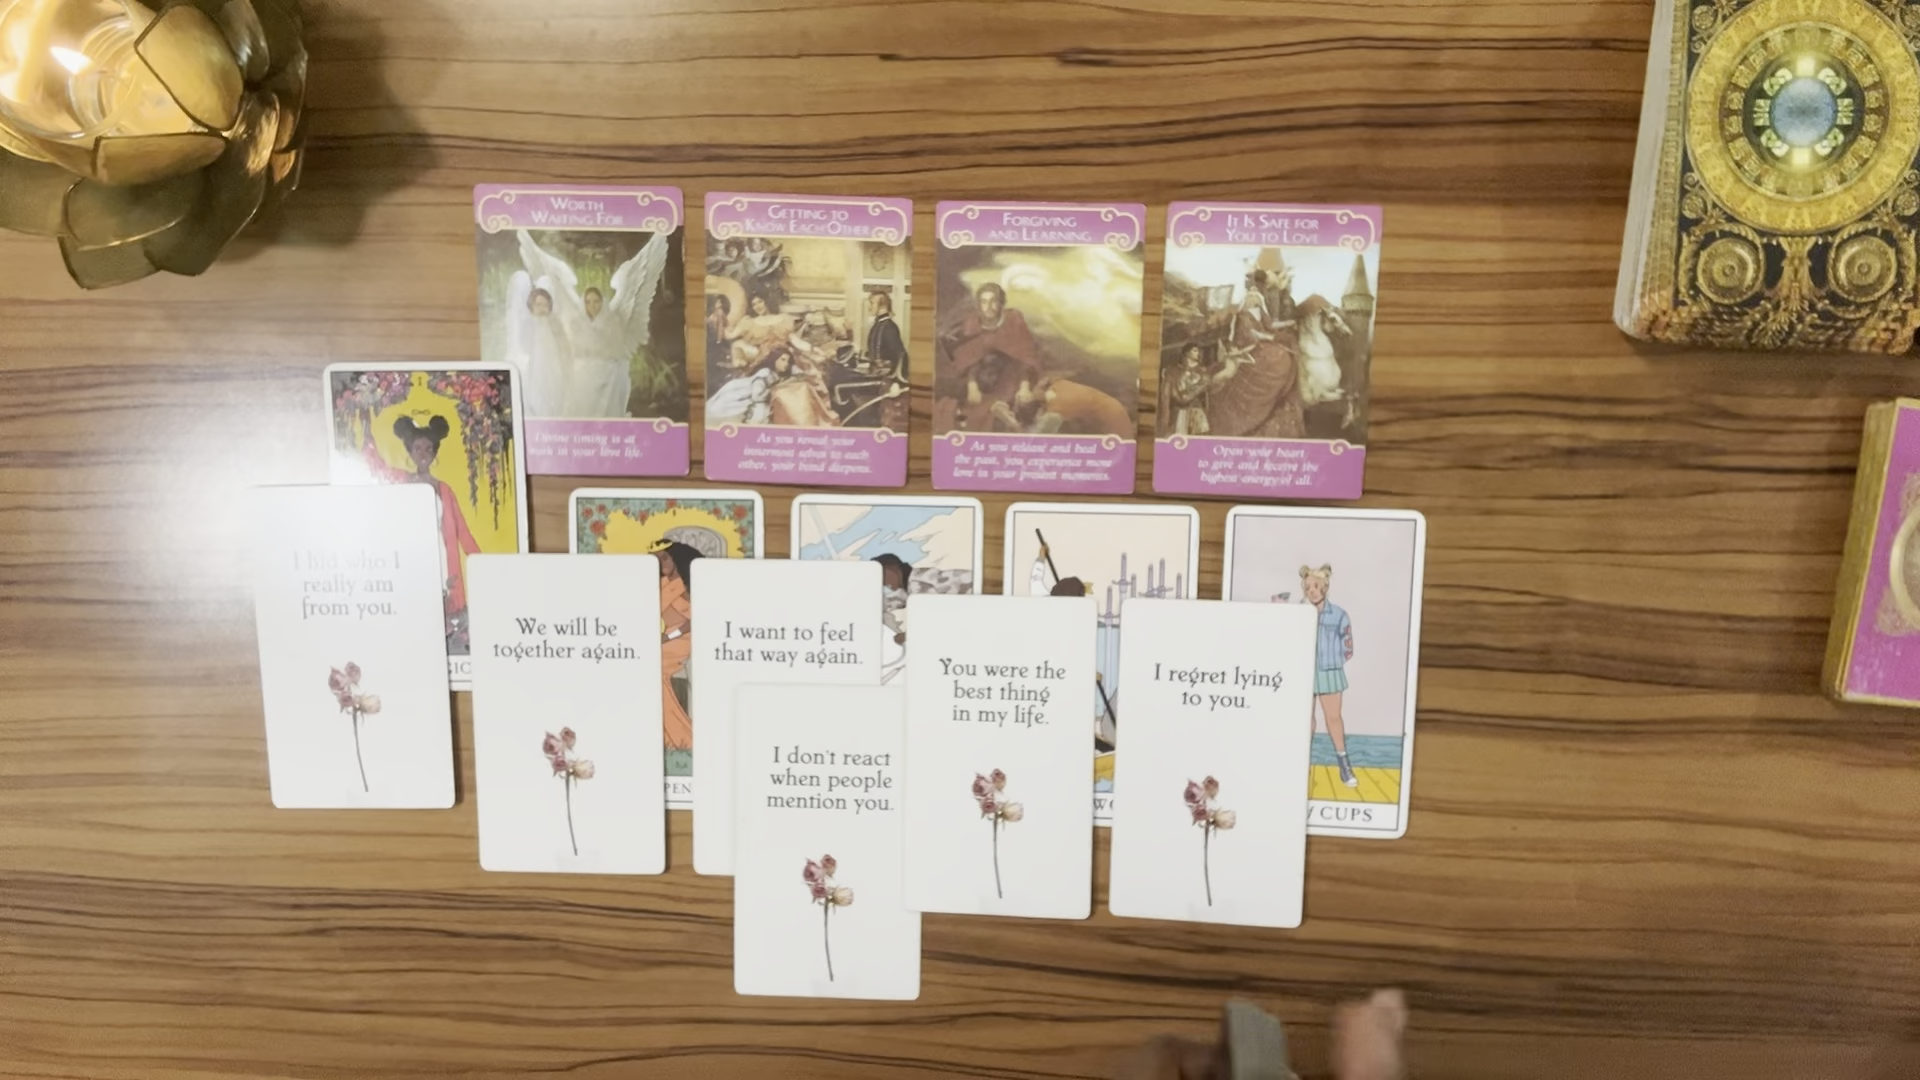 WORTH
WAITING FOR
Divine timing is at
work in your love life.
GETTING TO
KNOW EACH OTHER
As you reveal your
innermost selves to each
other, your bond deepens.
FORGIVING
AND LEARNING
As you release and heal
the past, you experience more
love in your present moments.
IT IS SAFE FOR
YOU TO LOVE
Open your heart
to give and receive the
highest energy of all.
I
I hid who I
really am
from you.
We will be
together again.
I want to feel
that way again.
I don't react
when people
mention you.
You were the
best thing
in my life.
I regret lying
to you.
CUPS